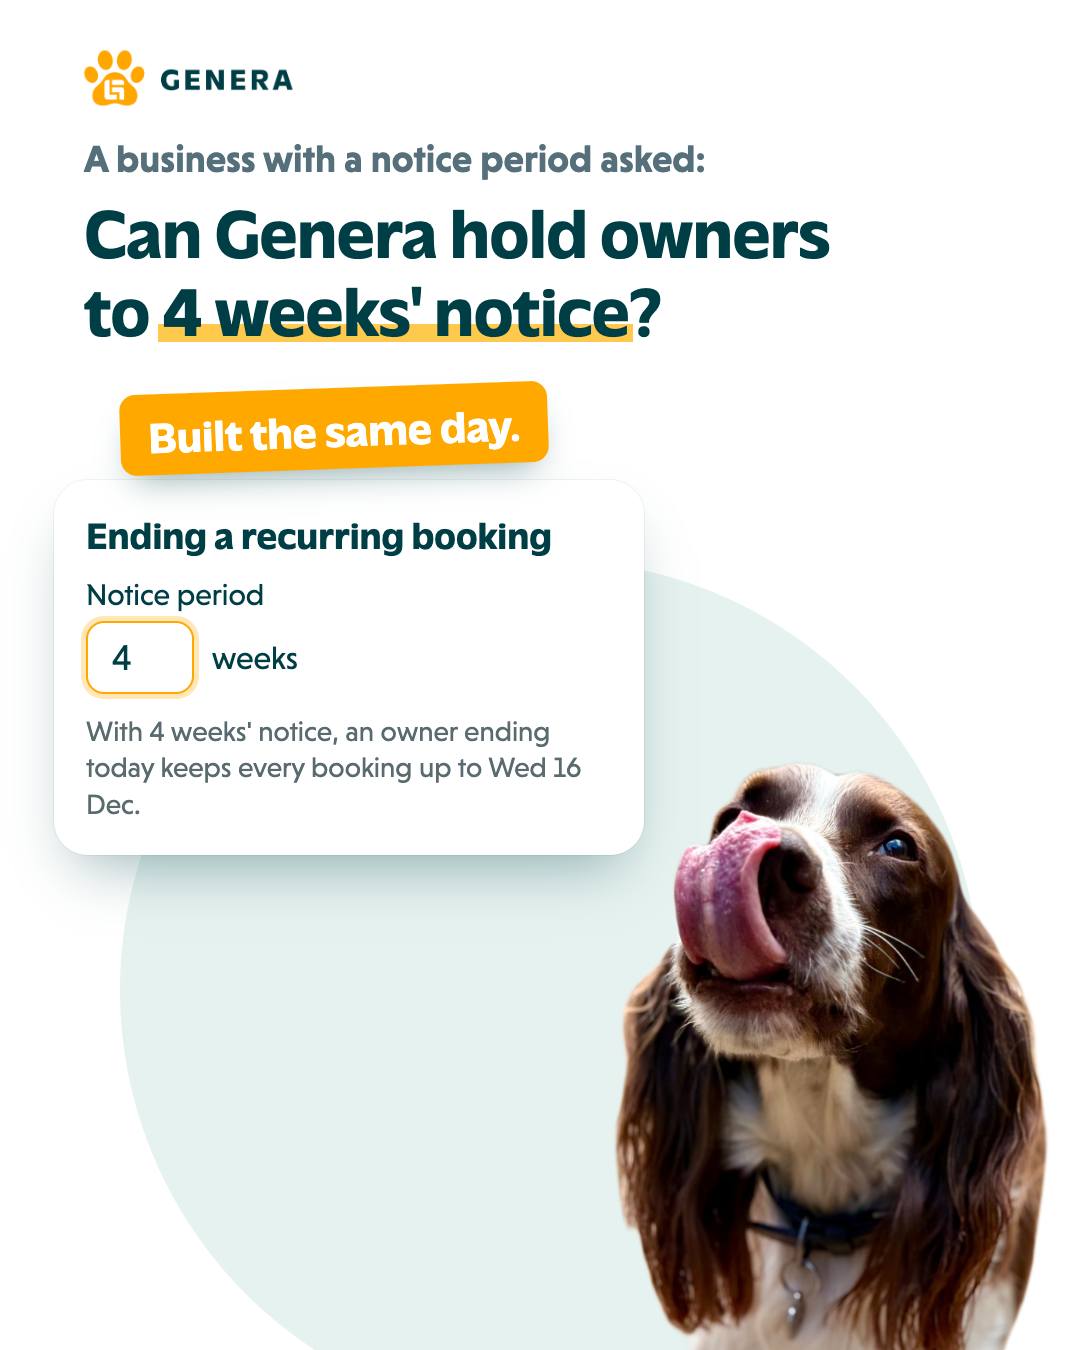 GENERA
A business with a notice period asked:
Can Genera hold owners
to 4 weeks' notice?
Built the same day.
Ending a recurring booking
Notice period
4 weeks
With 4 weeks' notice, an owner ending
today keeps every booking up to Wed 16
Dec.